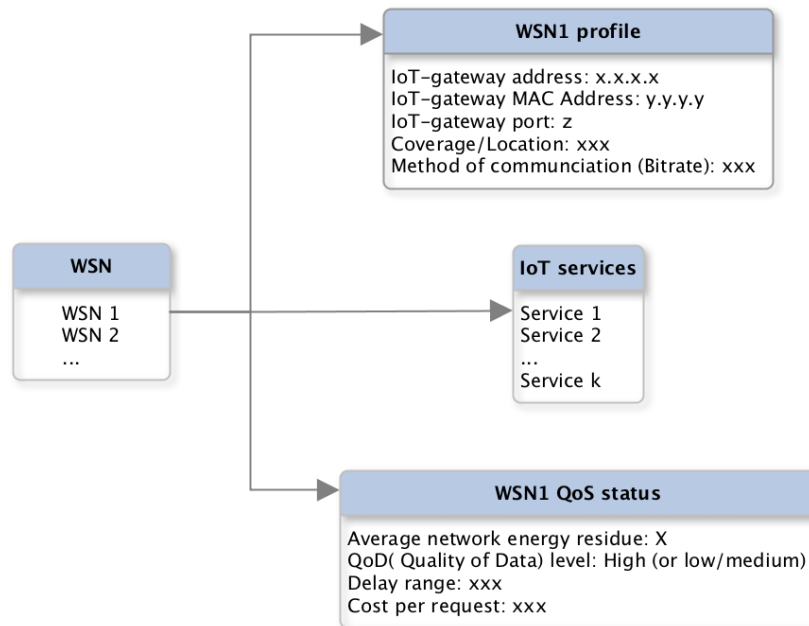 WSN1 profile
IoT-gateway address: x.x.x.x
IoT-gateway MAC Address: y.y.y.y
IoT-gateway port: z
Coverage/Location: xxx
Method of communciation (Bitrate): xxx
WSN
WSN 1
WSN 2
...
IoT services
Service 1
Service 2
...
Service k
WSN1 QoS status
Average network energy residue: X
QoD( Quality of Data) level: High (or low/medium)
Delay range: xxx
Cost per request: xxx